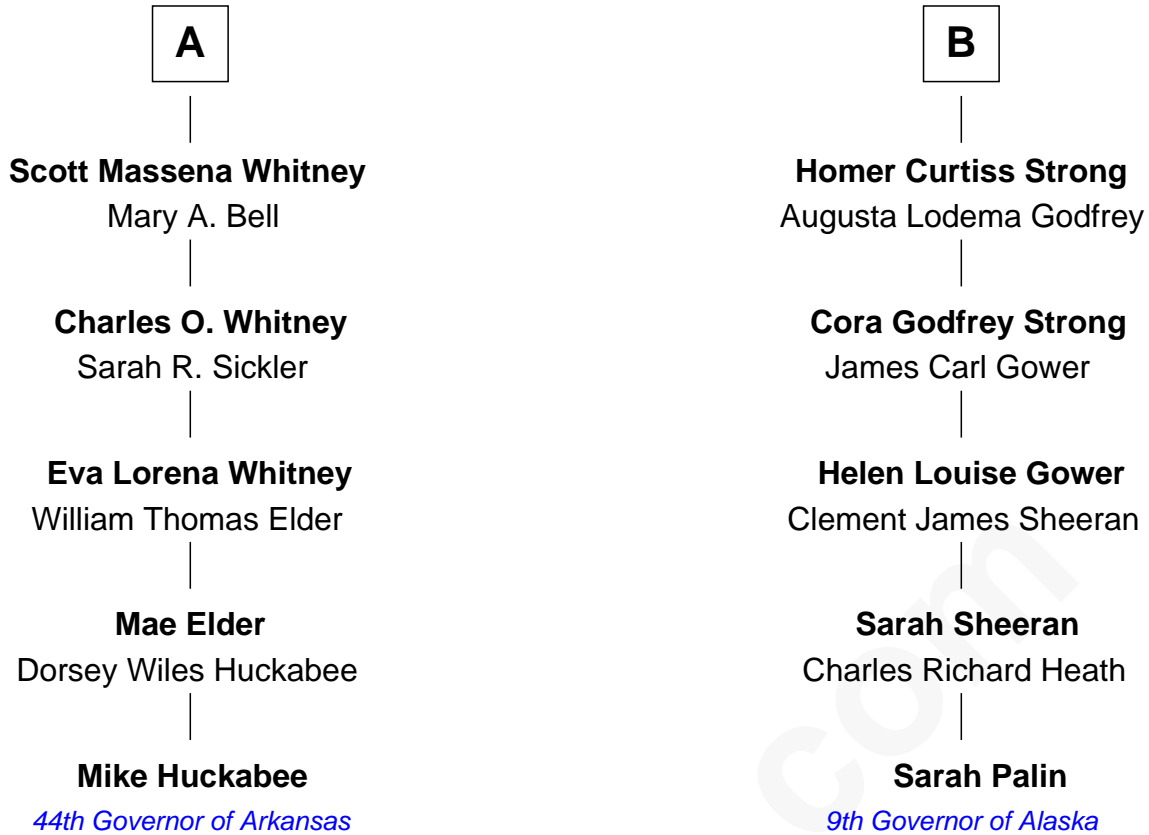 A
Scott Massena Whitney
Mary A. Bell
Charles O. Whitney
Sarah R. Sickler
Eva Lorena Whitney
William Thomas Elder
Mae Elder
Dorsey Wiles Huckabee
Mike Huckabee
44th Governor of Arkansas
B
Homer Curtiss Strong
Augusta Lodema Godfrey
Cora Godfrey Strong
James Carl Gower
Helen Louise Gower
Clement James Sheeran
Sarah Sheeran
Charles Richard Heath
Sarah Palin
9th Governor of Alaska
com